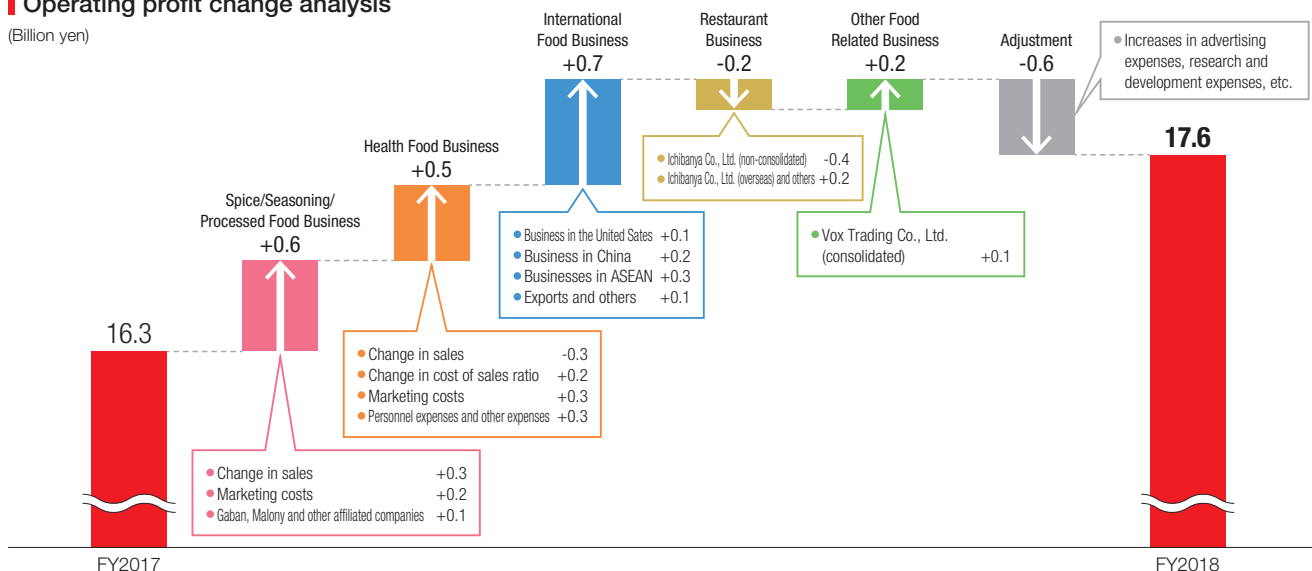 Operating profit change analysis
(Billion yen)
16.3
FY2017
Spice/Seasoning/
Processed Food Business
+0.6
Change in sales +0.3
Marketing costs +0.2
Gaban, Malony and other affiliated companies +0.1
Health Food Business
+0.5
Change in sales -0.3
Change in cost of sales ratio +0.2
Marketing costs +0.3
Personnel expenses and other expenses +0.3
International
Food Business
+0.7
Business in the United Sates +0.1
Business in China +0.2
Businesses in ASEAN +0.3
Exports and others +0.1
Restaurant
Business
-0.2
Ichibanya Co., Ltd. (non-consolidated) -0.4
Ichibanya Co., Ltd. (overseas) and others +0.2
Other Food
Related Business
+0.2
Vox Trading Co., Ltd.
(consolidated) +0.1
Adjustment
-0.6
Increases in advertising
expenses, research and
development expenses, etc.
17.6
FY2018